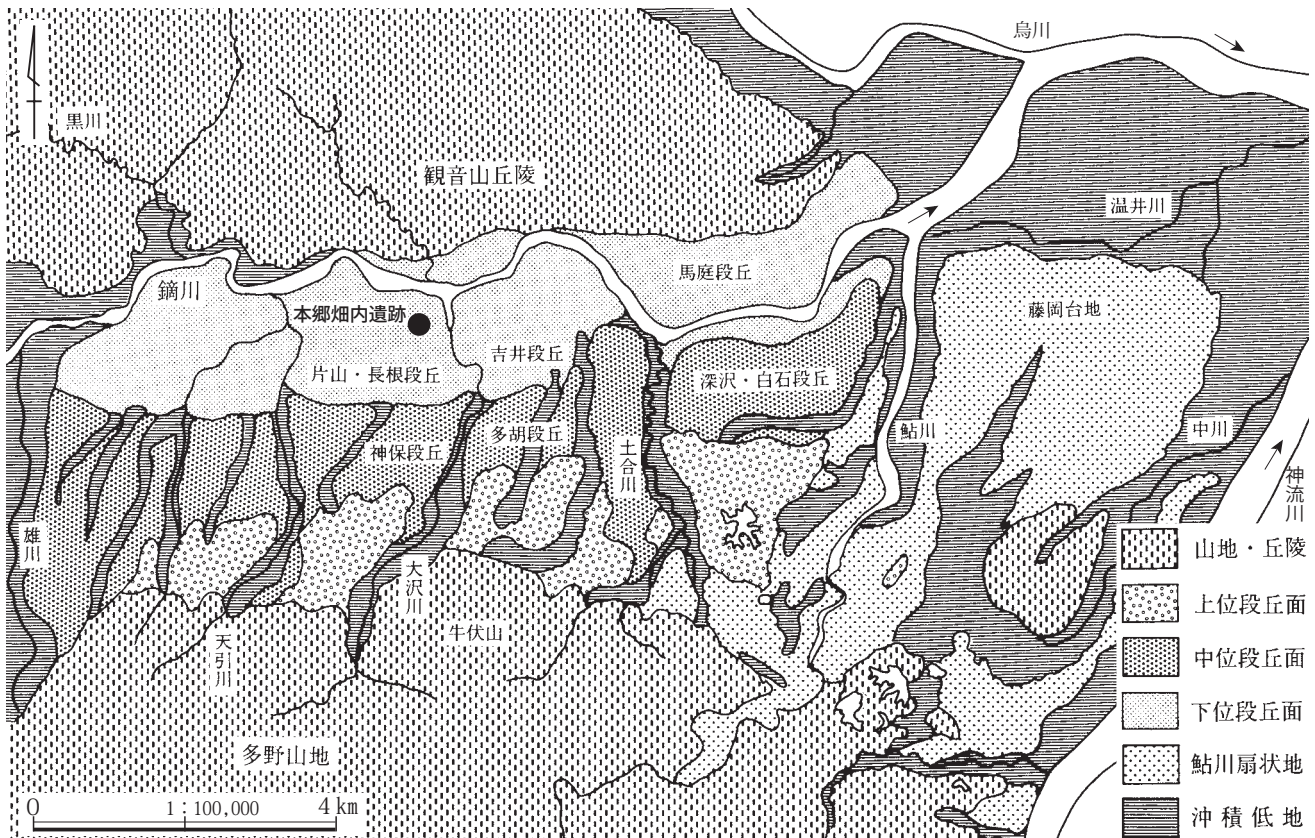 烏川
黒川
観音山丘陵
温井川
馬庭段丘
鏑川
本郷畑内遺跡
藤岡台地
吉井段丘
片山・長根段丘
深沢・白石段丘
鮎川
中川
多胡段丘
神保段丘
土合川
神流川
雄川
大沢川
牛伏山
天引川
多野山地
0
1:100,000
4km
山地・丘陵
上位段丘面
中位段丘面
下位段丘面
鮎川扇状地
沖積低地